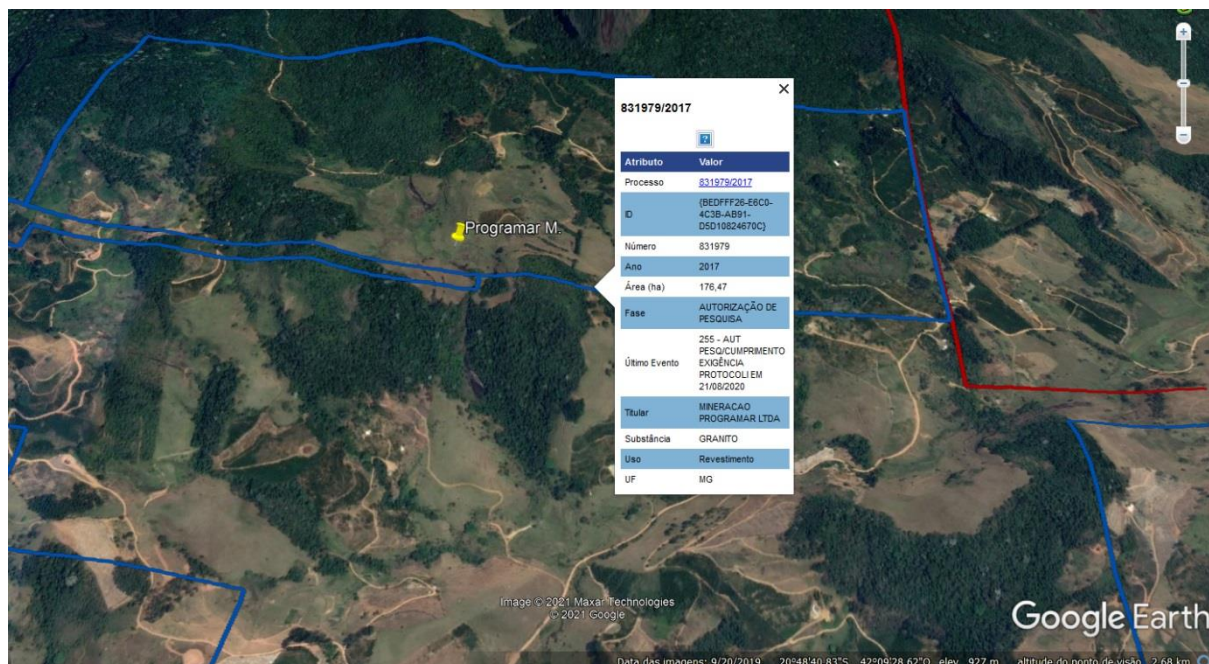 831979/2017
Atributo Valor
Processo 831979/2017
ID {BEDFFF26-E6C0-
4C3B-AB91-
D5D10824670C}
Número 831979
Ano 2017
Área (ha) 176,47
Fase AUTORIZAÇÃO DE
PESQUISA
Último Evento 255 - AUT
PESQ/CUMPRIMENTO
EXIGÊNCIA
PROTOCOLI EM
21/08/2020
Titular MINERACAO
PROGRAMAR LTDA
Substância GRANITO
Uso Revestimento
UF MG
Programar M.
Image © 2021 Maxar Technologies
© 2021 Google
Google Earth
Data das imagens: 9/20/2019 20°48'40.83"S 42°09'28.62"O elev 927 m altitude do ponto de visão 2.68 km